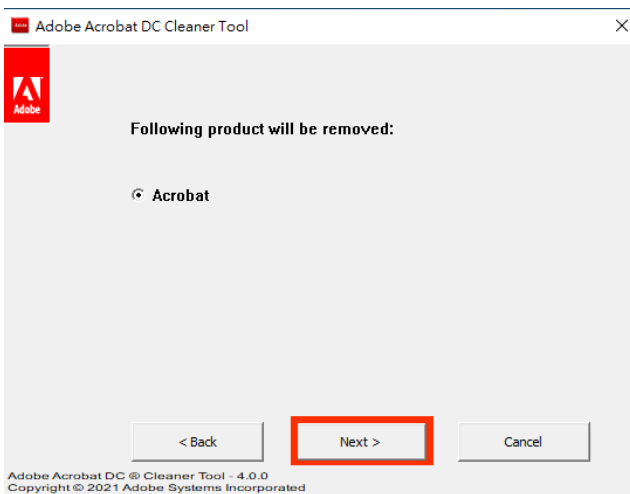 Adobe Acrobat DC Cleaner Tool
Adobe
Following product will be removed:
Acrobat
< Back
Next >
Cancel
Adobe Acrobat DC ® Cleaner Tool - 4.0.0
Copyright © 2021 Adobe Systems Incorporated